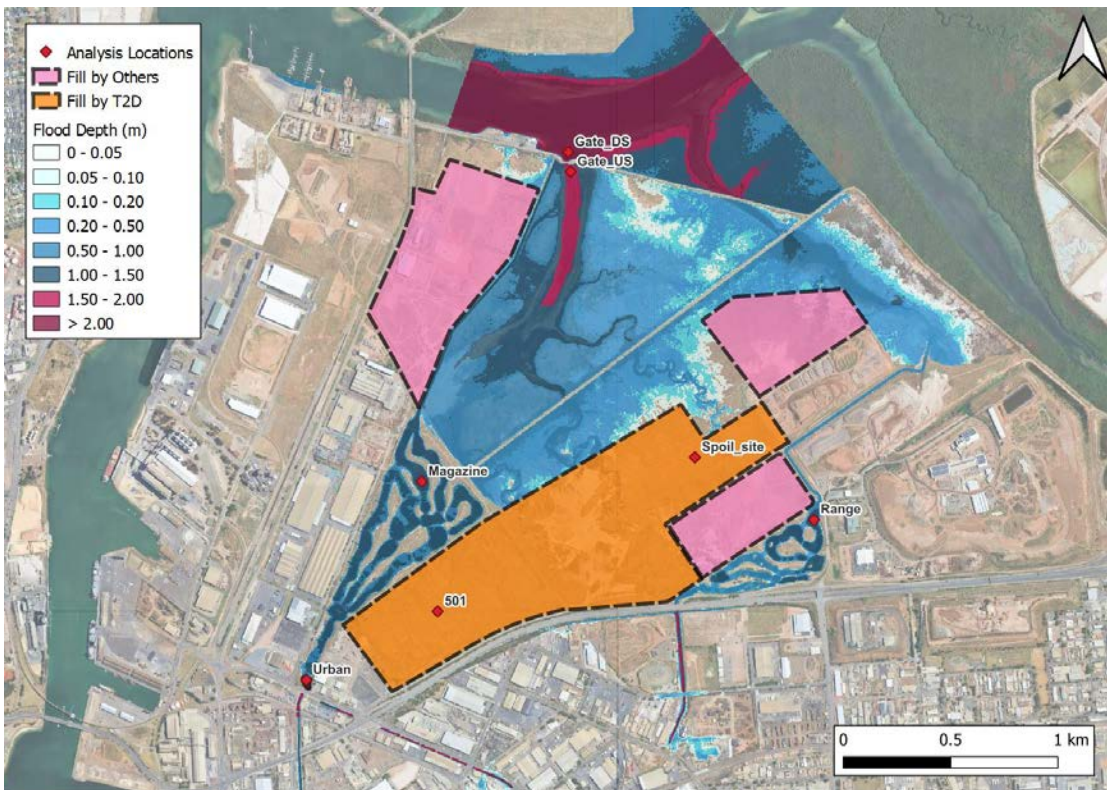 Analysis Locations
Fill by Others
Fill by T2D
Flood Depth (m)
0 - 0.05
0.05 - 0.10
0.10 - 0.20
0.20 - 0.50
0.50 - 1.00
1.00 - 1.50
1.50 - 2.00
> 2.00
Gate_DS
Gate_US
Magazine
Spoil_site
Range
501
Urban
0 0.5 1 km